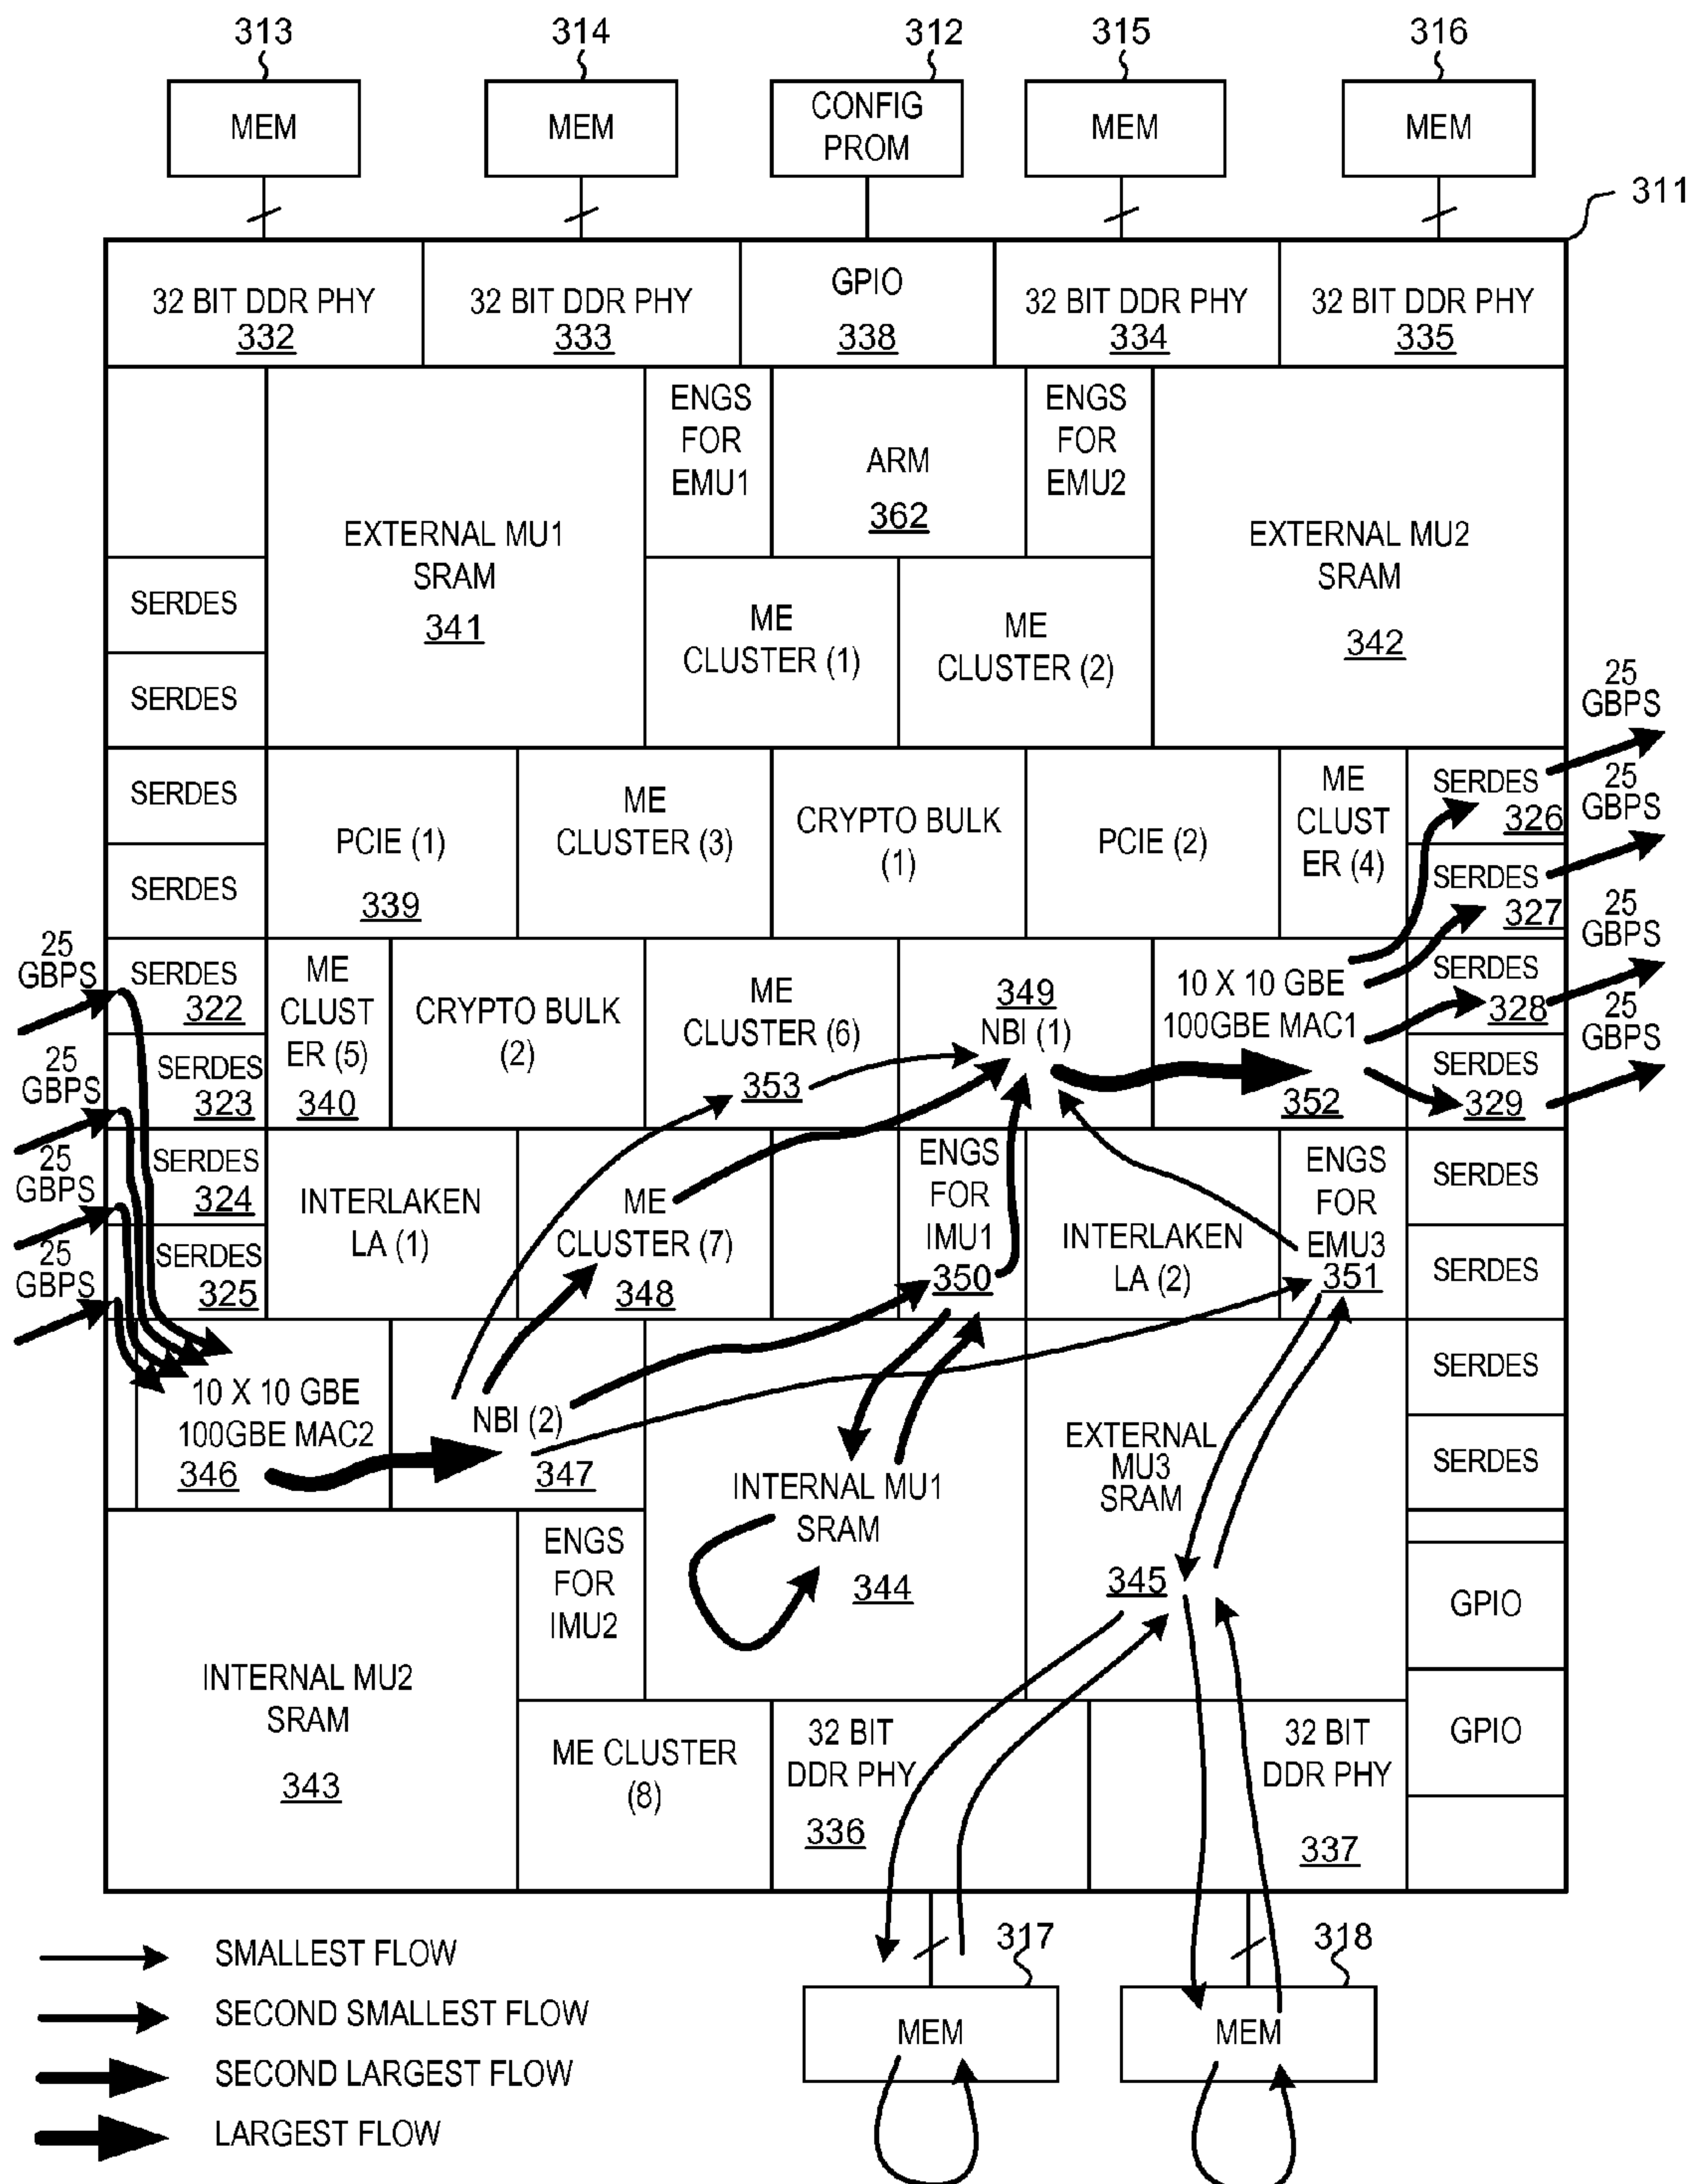 313
314
312
315
316
MEM
MEM
CONFIG
PROM
MEM
MEM
311
32 BIT DDR PHY
332
32 BIT DDR PHY
333
GPIO
338
32 BIT DDR PHY
334
32 BIT DDR PHY
335
EXTERNAL MU1
SRAM
341
ENGS
FOR
EMU1
ARM
362
ENGS
FOR
EMU2
EXTERNAL MU2
SRAM
342
SERDES
SERDES
ME
CLUSTER (1)
ME
CLUSTER (2)
25
GBPS
SERDES
SERDES
PCIE (1)
339
ME
CLUSTER (3)
CRYPTO BULK
(1)
PCIE (2)
ME
CLUST
ER (4)
SERDES
326
25
GBPS
SERDES
327
25
GBPS
25
GBPS
SERDES
322
ME
CLUST
ER (5)
340
CRYPTO BULK
(2)
ME
CLUSTER (6)
353
349
NBI (1)
10 X 10 GBE
100GBE MAC1
352
SERDES
328
25
GBPS
25
GBPS
SERDES
323
SERDES
329
25
GBPS
SERDES
324
INTERLAKEN
LA (1)
ME
CLUSTER (7)
348
ENGS
FOR
IMU1
350
INTERLAKEN
LA (2)
ENGS
FOR
EMU3
351
SERDES
25
GBPS
SERDES
325
SERDES
10 X 10 GBE
100GBE MAC2
346
NBI (2)
347
INTERNAL MU1
SRAM
344
EXTERNAL
MU3
SRAM
345
SERDES
SERDES
INTERNAL MU2
SRAM
343
ENGS
FOR
IMU2
GPIO
GPIO
ME CLUSTER
(8)
32 BIT
DDR PHY
336
32 BIT
DDR PHY
337
317
318
MEM
MEM
SMALLEST FLOW
SECOND SMALLEST FLOW
SECOND LARGEST FLOW
LARGEST FLOW